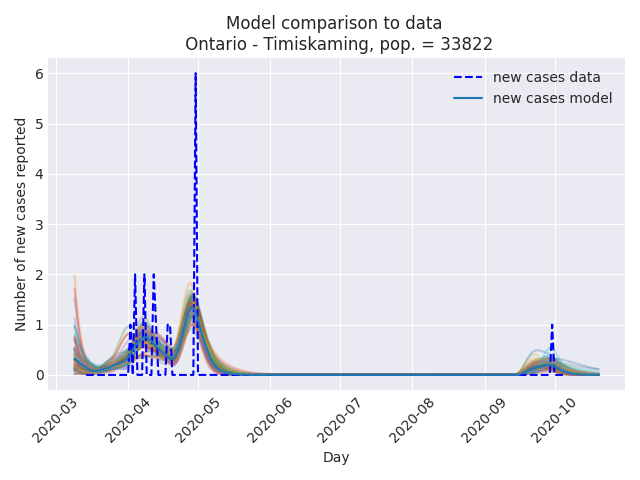 Model comparison to data
Ontario - Timiskaming, pop. = 33822
new cases data
new cases model
Number of new cases reported
6
5
4
3
2
1
0
2020-03
2020-04
2020-05
2020-06
2020-07
2020-08
2020-09
2020-10
Day